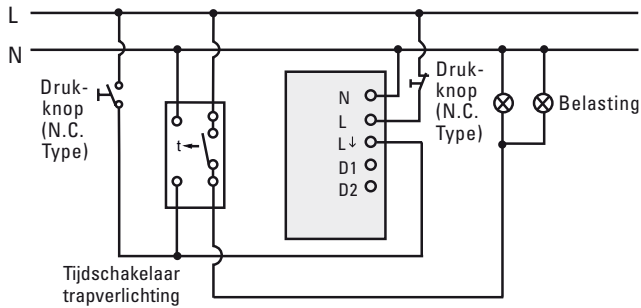 L
N
Druk-
knop
(N.C.
Type)
t
N
L
L↓
D1
D2
Druk-
knop
(N.C.
Type)
Belasting
Tijdschakelaar
trapverlichting